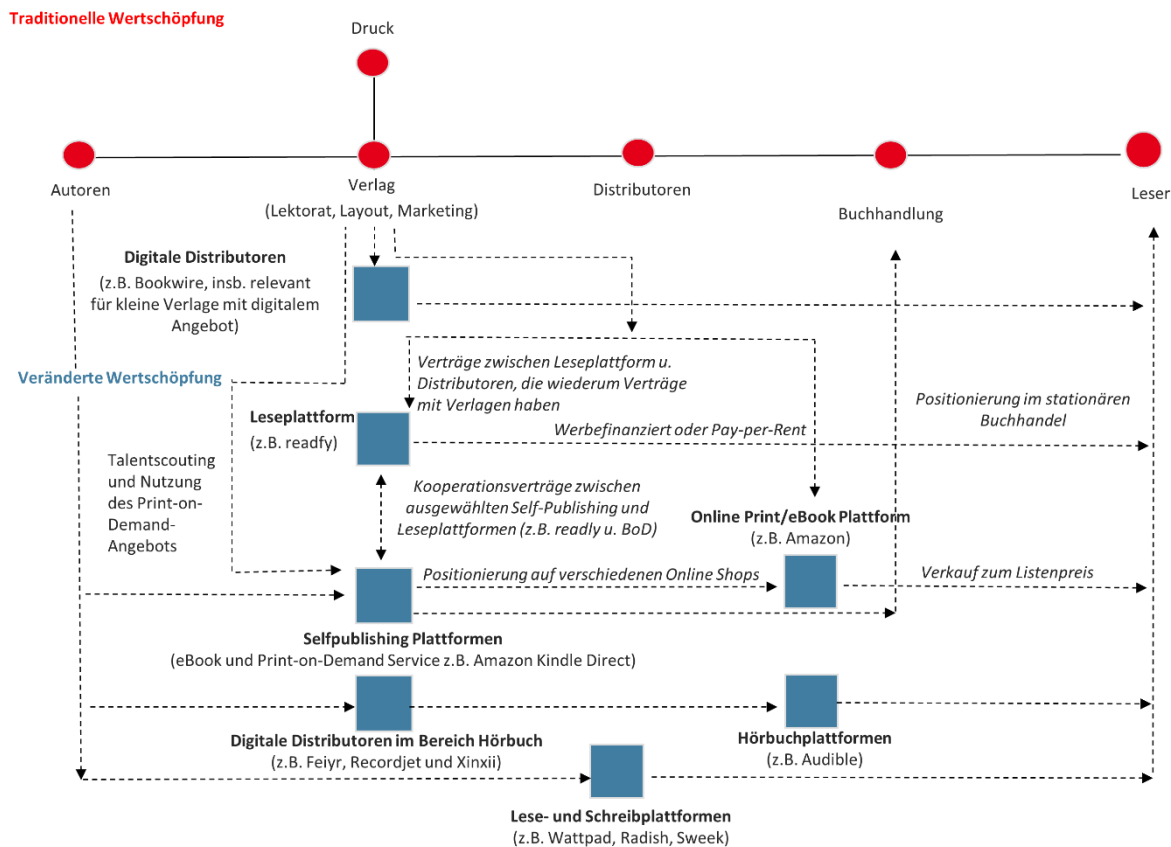 Traditionelle Wertschöpfung
Druck
Autoren
Verlag
(Lektorat, Layout, Marketing)
Distributoren
Buchhandlung
Leser
Digitale Distributoren
(z.B. Bookwire, insb. relevant
für kleine Verlage mit digitalem
Angebot)
Veränderte Wertschöpfung
Verträge zwischen Leseplattform u.
Distributoren, die wiederum Verträge
mit Verlagen haben
Positionierung im stationären
Buchhandel
Leseplattform
(z.B. readfy)
Werbefinanziert oder Pay-per-Rent
Talentscouting
und Nutzung
des Print-on-
Demand-
Angebots
Kooperationsverträge zwischen
ausgewählten Self-Publishing und
Leseplattformen (z.B. readly u. BoD)
Online Print/eBook Plattform
(z.B. Amazon)
Positionierung auf verschiedenen Online Shops
Verkauf zum Listenpreis
Selfpublishing Plattformen
(eBook und Print-on-Demand Service z.B. Amazon Kindle Direct)
Digitale Distributoren im Bereich Hörbuch
(z.B. Feiyr, Recordjet und Xinxii)
Hörbuchplattformen
(z.B. Audible)
Lese- und Schreibplattformen
(z.B. Wattpad, Radish, Sweek)